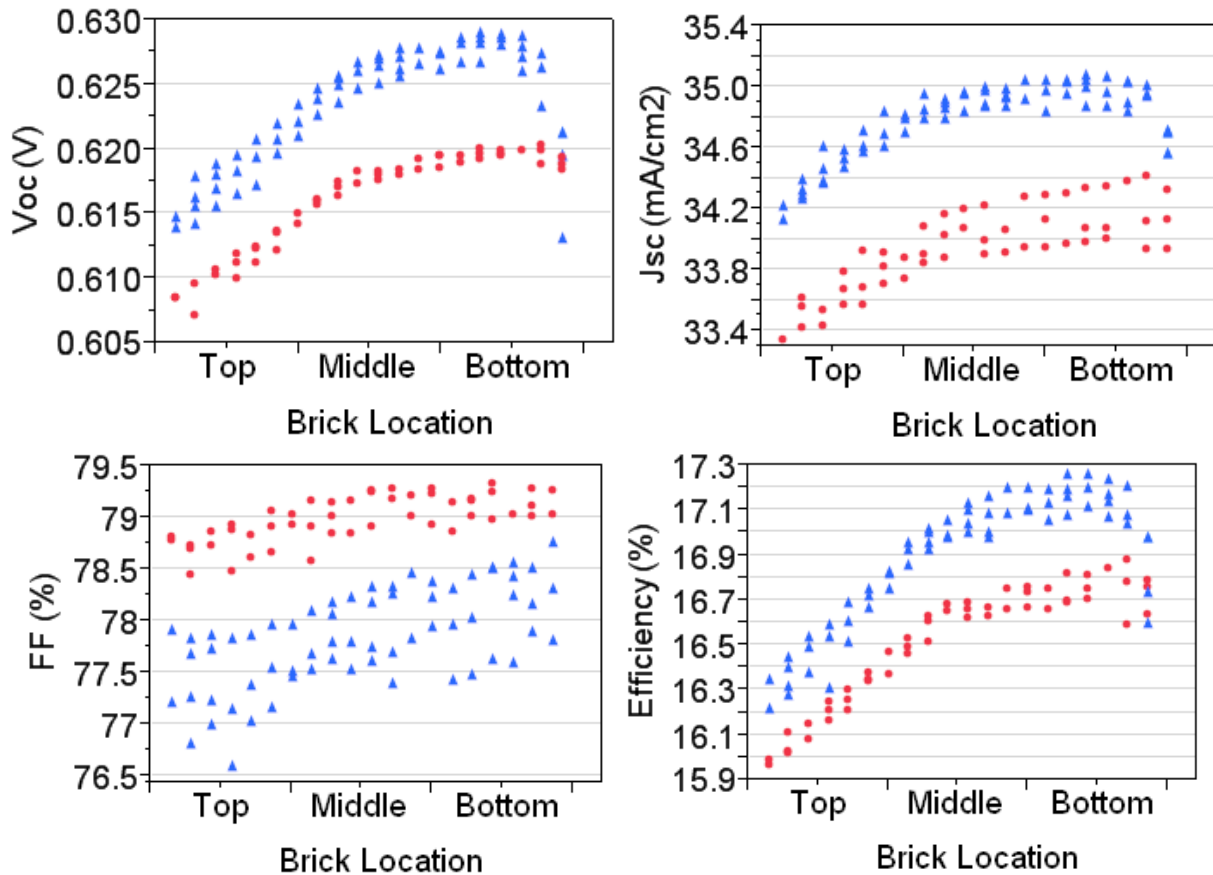 Voc (V)
0.630
0.625
0.620
0.615
0.610
0.605
Top Middle Bottom
Brick Location
Jsc (mA/cm2)
35.4
35.0
34.6
34.2
33.8
33.4
Top Middle Bottom
Brick Location
FF (%)
79.5
79
78.5
78
77.5
77
76.5
Top Middle Bottom
Brick Location
Efficiency (%)
17.3
17.1
16.9
16.7
16.5
16.3
16.1
15.9
Top Middle Bottom
Brick Location